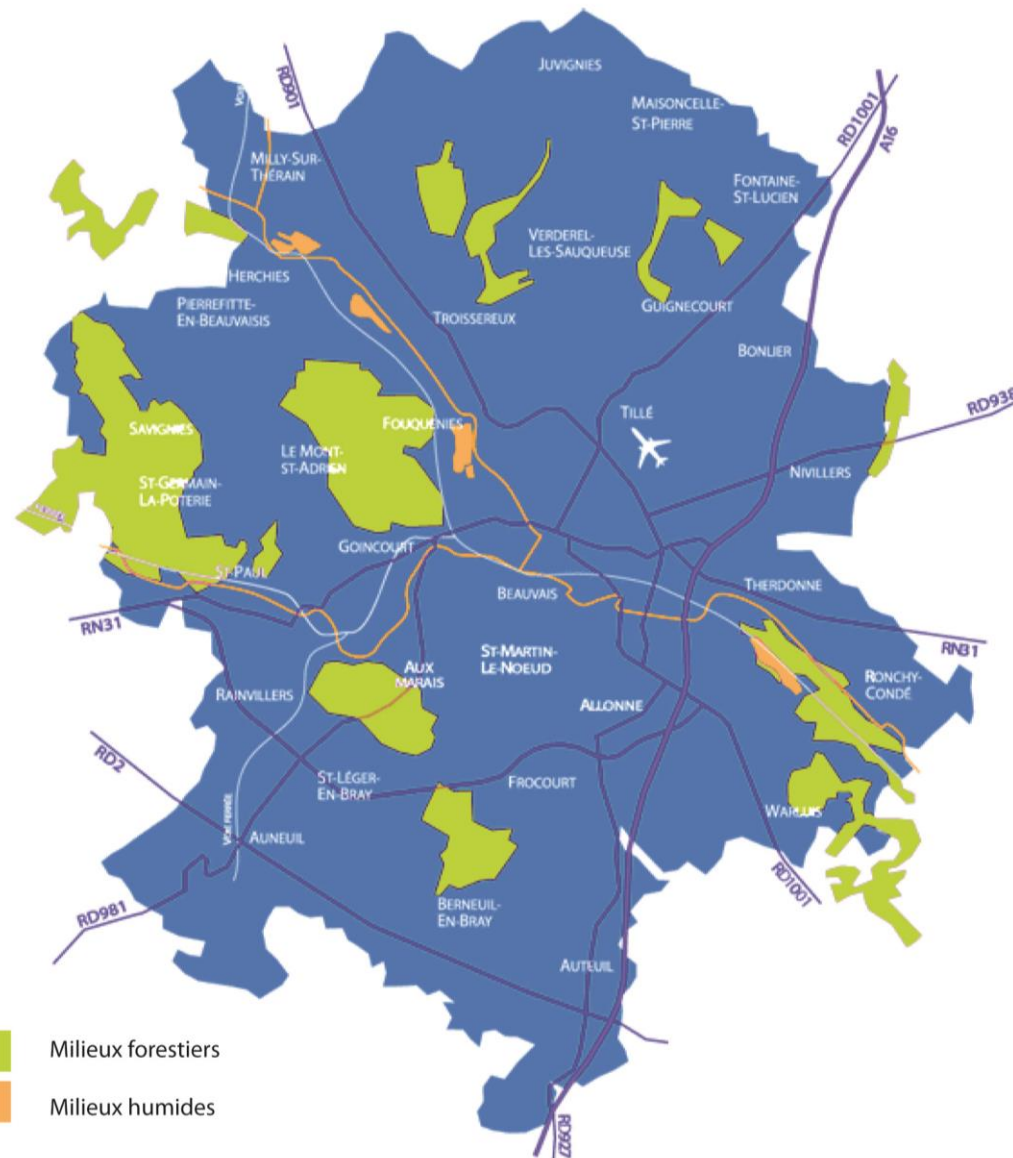 JUVIGNIES
MAISONCELLE-
ST-PIERRE
RD901
RD1001
A16
VOIE
MILLY-SUR-
THÉRAIN
FONTAINE-
ST-LUCIEN
VERDEREL-
LES-SAUQUEUSE
HERCHIES
PIERREFITTE-
EN-BEAUVAISIS
TROISSEREUX
GUIGNECOURT
BONLIER
RD938
SAVIGNIES
FOUQUENIES
TILLÉ
LE MONT-
ST-ADRIEN
NIVILLERS
ST-GERMAIN-
LA-POTERIE
GOINCOURT
ST-PAUL
BEAUVAIS
THERDONNE
RN31
RN31
ST-MARTIN-
LE-NOEUD
AUX
MARAIS
RONCHY-
CONDÉ
RAINVILLERS
ALLONNE
RD2
ST-LÉGER-
EN-BRAY
FROCOURT
WARLUIS
VOIE FERRÉE
AUNEUIL
RD1001
RD981
BERNEUIL-
EN-BRAY
AUTEUIL
RD927
Milieux forestiers
Milieux humides